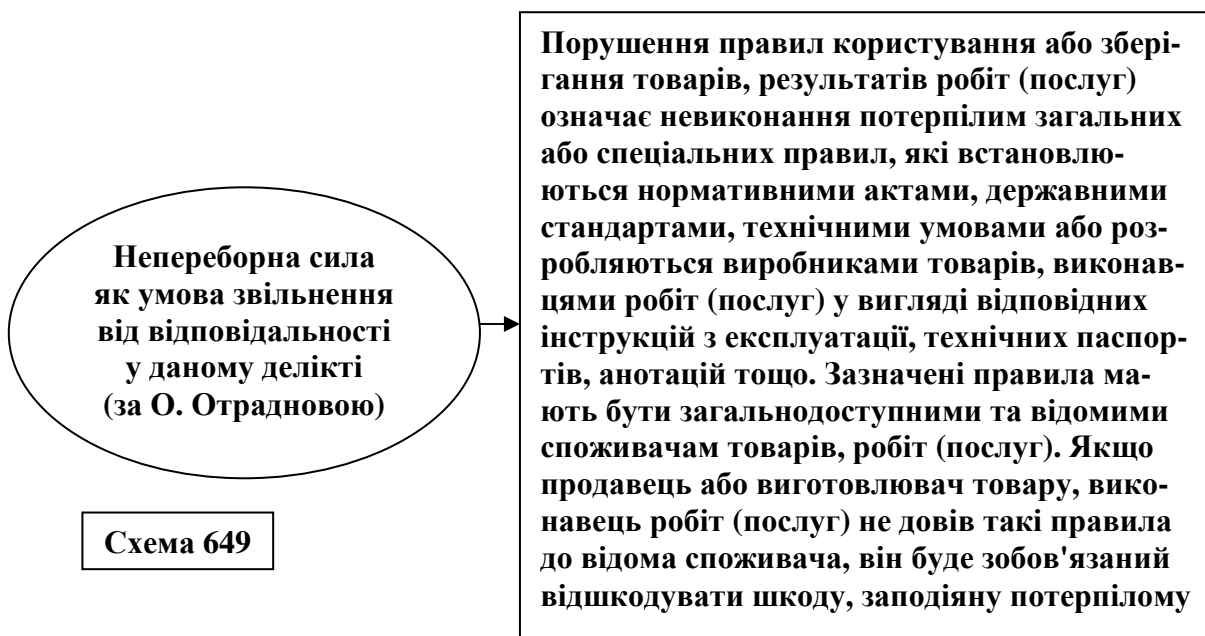 Непереборна сила
як умова звільнення
від відповідальності
у даному делікті
(за О. Отрадновою)
Схема 649
Порушення правил користування або збері-
гання товарів, результатів робіт (послуг)
означає невиконання потерпілим загальних
або спеціальних правил, які встановлю-
ються нормативними актами, державними
стандартами, технічними умовами або роз-
робляються виробниками товарів, виконав-
цями робіт (послуг) у вигляді відповідних
інструкцій з експлуатації, технічних паспор-
тів, анотацій тощо. Зазначені правила ма-
ють бути загальнодоступними та відомими
споживачам товарів, робіт (послуг). Якщо
продавець або виготовлювач товару, вико-
навець робіт (послуг) не довів такі правила
до відома споживача, він буде зобов'язаний
відшкодувати шкоду, заподіяну потерпілому